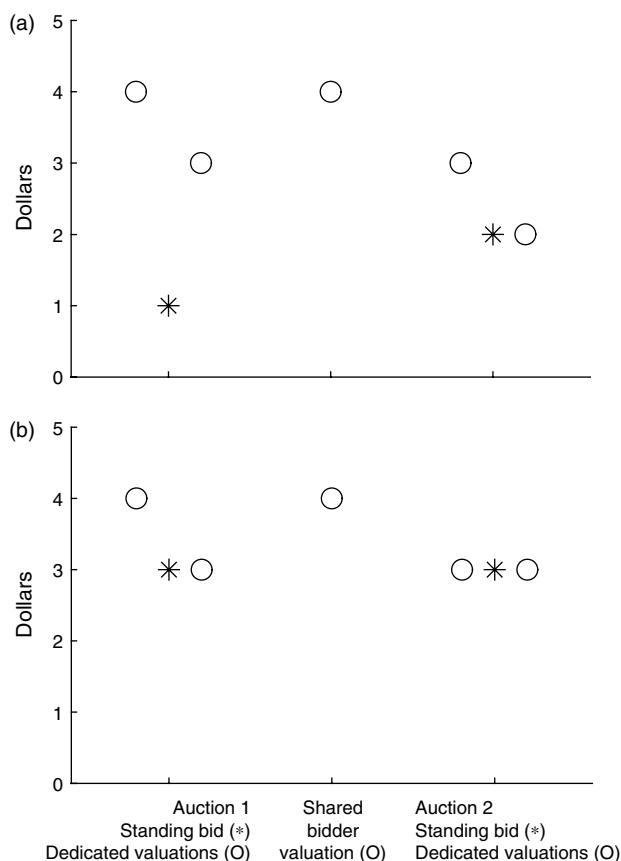 (a)
5
4
3
2
1
0
Dollars
(b)
5
4
3
2
1
0
Dollars
Auction 1
Standing bid (*)
Dedicated valuations (O)
Shared
bidder
valuation (O)
Auction 2
Standing bid (*)
Dedicated valuations (O)